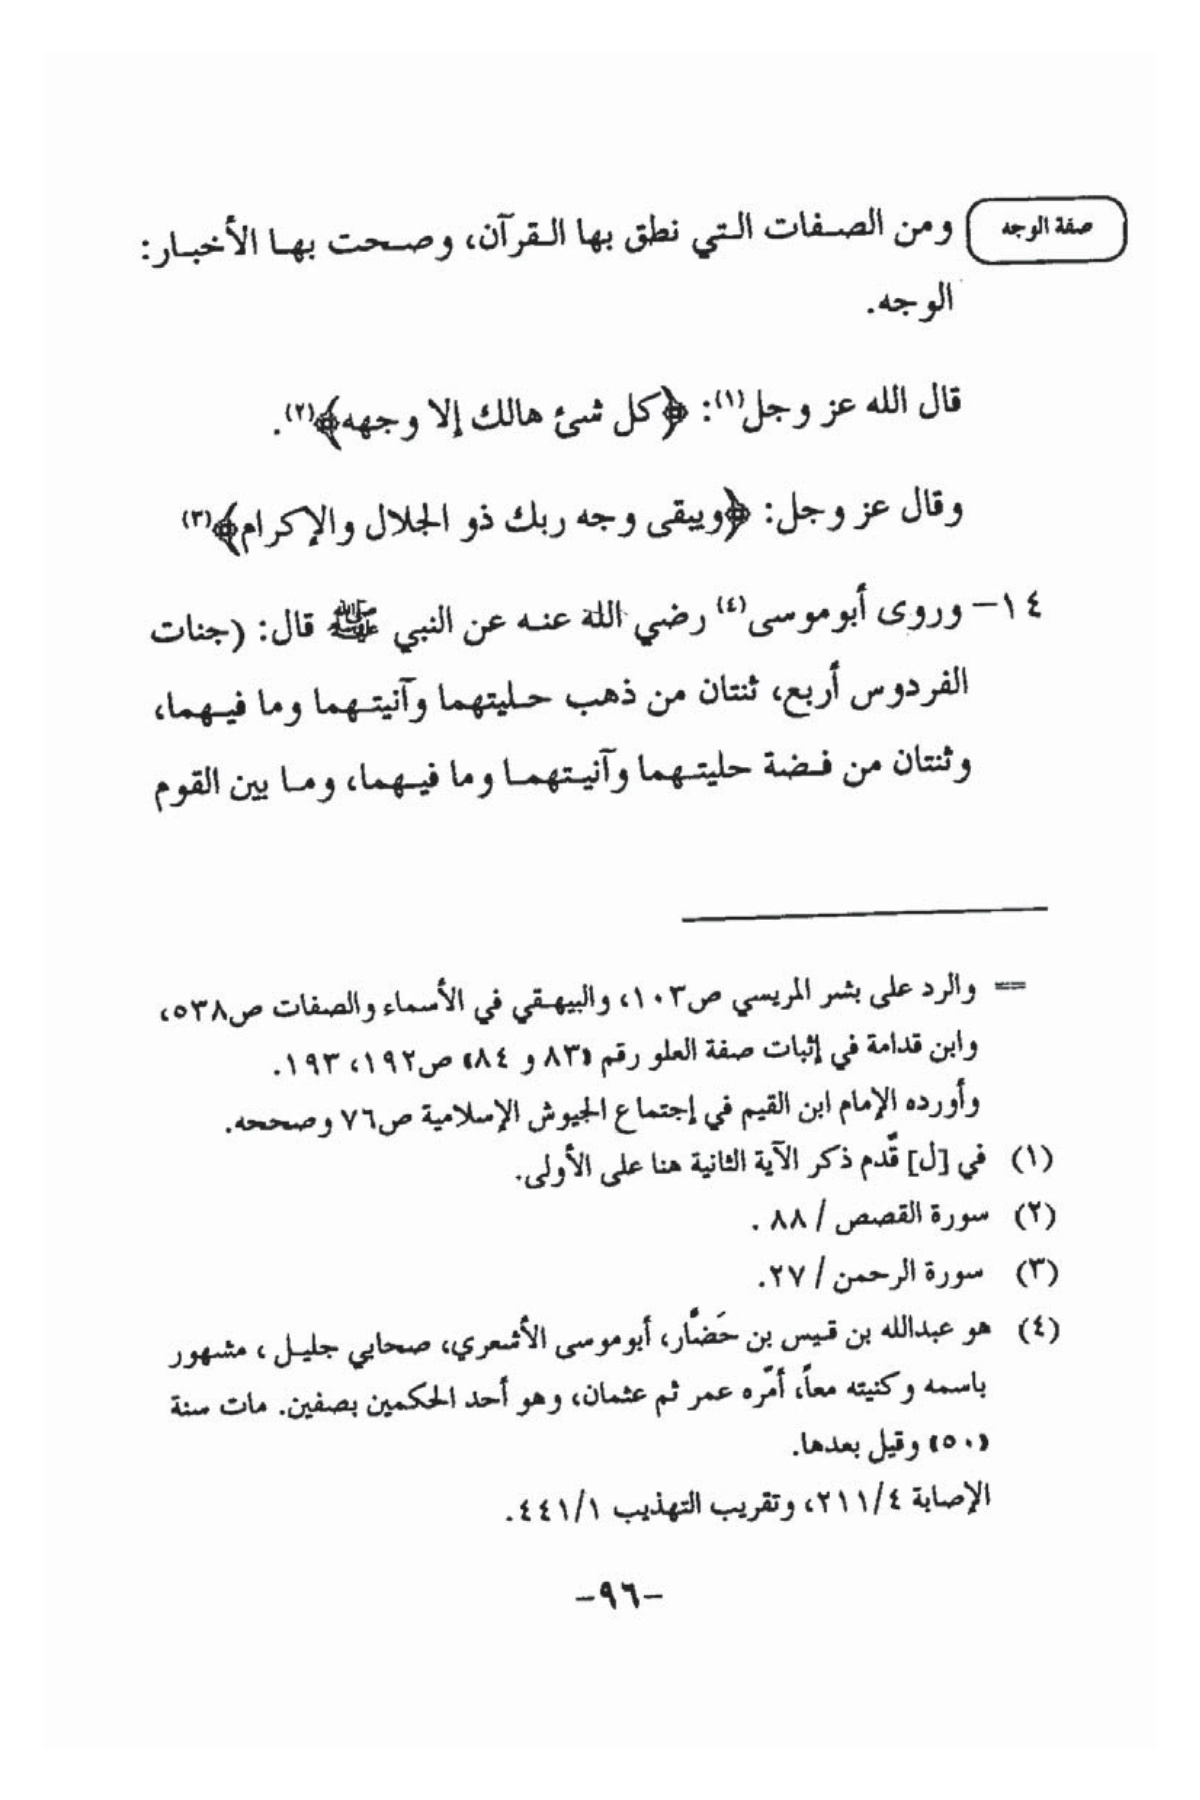 صفة الوجه
ومن الصفات التي نطق بها القرآن، وصحت بها الأخبار:
الوجه.
قال الله عز وجل(١): ﴿كل شئ هالك إلا وجهه﴾(٢).
وقال عز وجل: ﴿ويبقى وجه ربك ذو الجلال والإكرام﴾(٣)
١٤- وروى أبوموسى(٤) رضي الله عنه عن النبي ﷺ قال: (جنات
الفردوس أربع، ثنتان من ذهب حليتهما وآنيتهما وما فيهما،
وثنتان من فضة حليتهما وآنيتهما وما فيهما، وما بين القوم
== والرد على بشر المريسي ص١٠٣، والبيهقي في الأسماء والصفات ص٥٣٨،
وابن قدامة في إثبات صفة العلو رقم «٨٣ و ٨٤» ص١٩٢، ١٩٣.
وأورده الإمام ابن القيم في إجتماع الجيوش الإسلامية ص٧٦ وصححه.
(١) في [ل] قّدم ذكر الآية الثانية هنا على الأولى.
(٢) سورة القصص / ٨٨ .
(٣) سورة الرحمن / ٢٧.
(٤) هو عبدالله بن قيس بن حَضَّار، أبوموسى الأشعري، صحابي جليل ، مشهور
باسمه وكنيته معاً، أمّره عمر ثم عثمان، وهو أحد الحكمين بصفين. مات سنة
«٥٠» وقيل بعدها.
الإصابة ٢١١/٤، وتقريب التهذيب ٤٤١/١.
-٩٦-